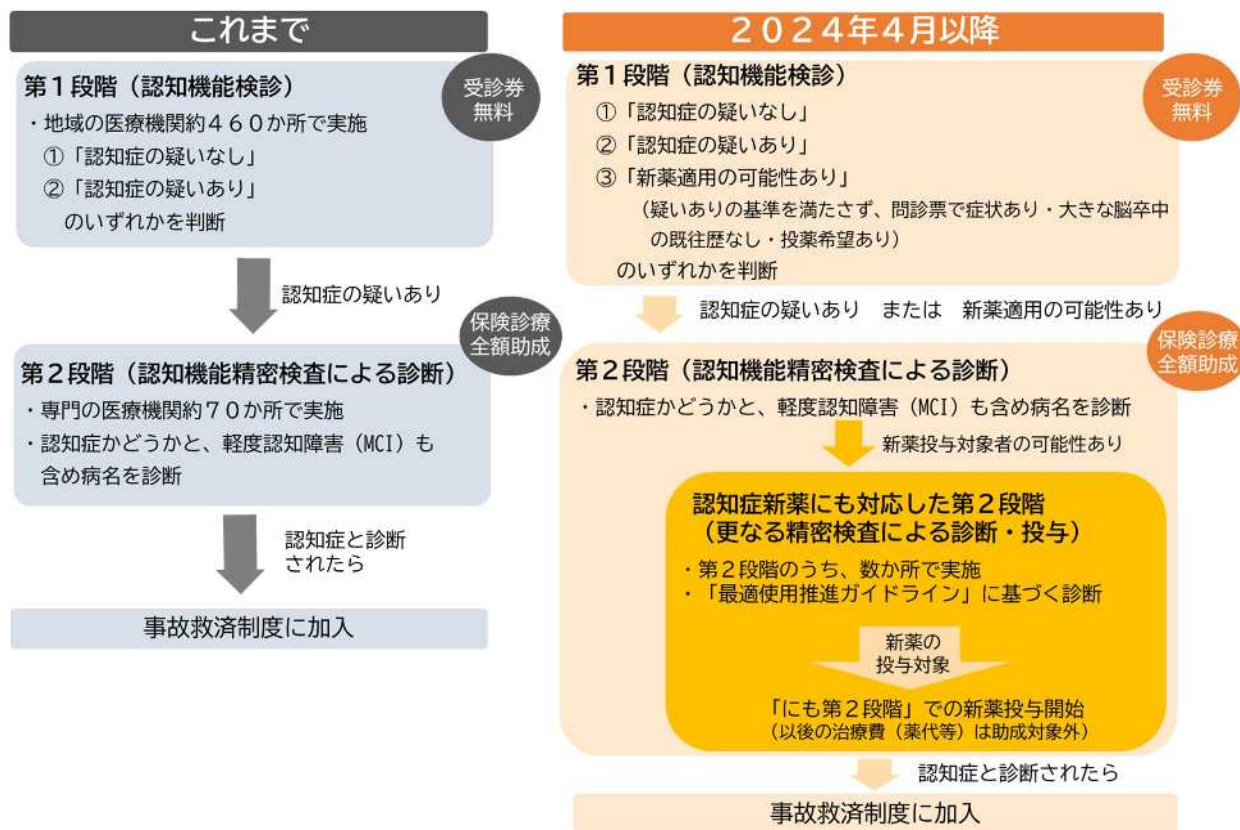 これまで
第1段階（認知機能検診）
受診券
無料
・地域の医療機関約４６０か所で実施
①「認知症の疑いなし」
②「認知症の疑いあり」
のいずれかを判断
認知症の疑いあり
保険診療
全額助成
第２段階（認知機能精密検査による診断）
・専門の医療機関約７０か所で実施
・認知症かどうかと、軽度認知障害（MCI）も
含め病名を診断
認知症と診断
されたら
事故救済制度に加入
２０２４年４月以降
第1段階（認知機能検診）
受診券
無料
①「認知症の疑いなし」
②「認知症の疑いあり」
③「新薬適用の可能性あり」
（疑いありの基準を満たさず、問診票で症状あり・大きな脳卒中
の既往歴なし・投薬希望あり）
のいずれかを判断
認知症の疑いあり　または　新薬適用の可能性あり
保険診療
全額助成
第２段階（認知機能精密検査による診断）
・認知症かどうかと、軽度認知障害（MCI）も含め病名を診断
新薬投与対象者の可能性あり
認知症新薬にも対応した第２段階
（更なる精密検査による診断・投与）
・第２段階のうち、数か所で実施
・「最適使用推進ガイドライン」に基づく診断
新薬の
投与対象
「にも第２段階」での新薬投与開始
（以後の治療費（薬代等）は助成対象外）
認知症と診断されたら
事故救済制度に加入